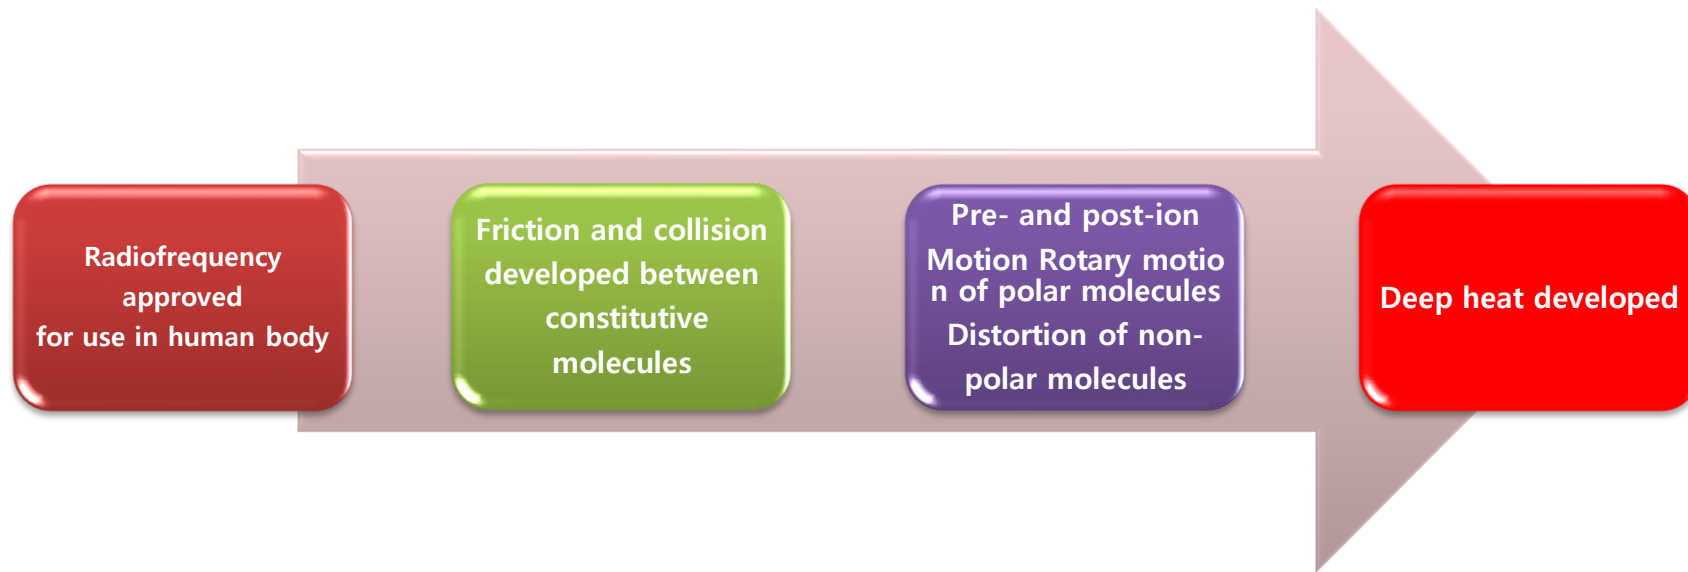 Radiofrequency
approved
for use in human body
Friction and collision
developed between
constitutive
molecules
Pre- and post-ion
Motion Rotary motio
n of polar molecules
Distortion of non-
polar molecules
Deep heat developed